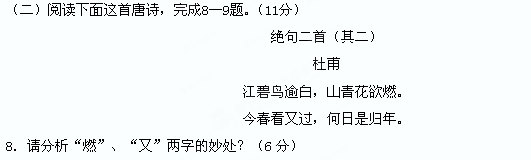 （二）阅读下面这首唐诗，完成8—9题。（11分）
绝句二首（其二）
杜甫
江碧鸟逾白，山青花欲燃。
今春看又过，何日是归年。
8. 请分析“燃”、“又”两字的妙处？（6分）